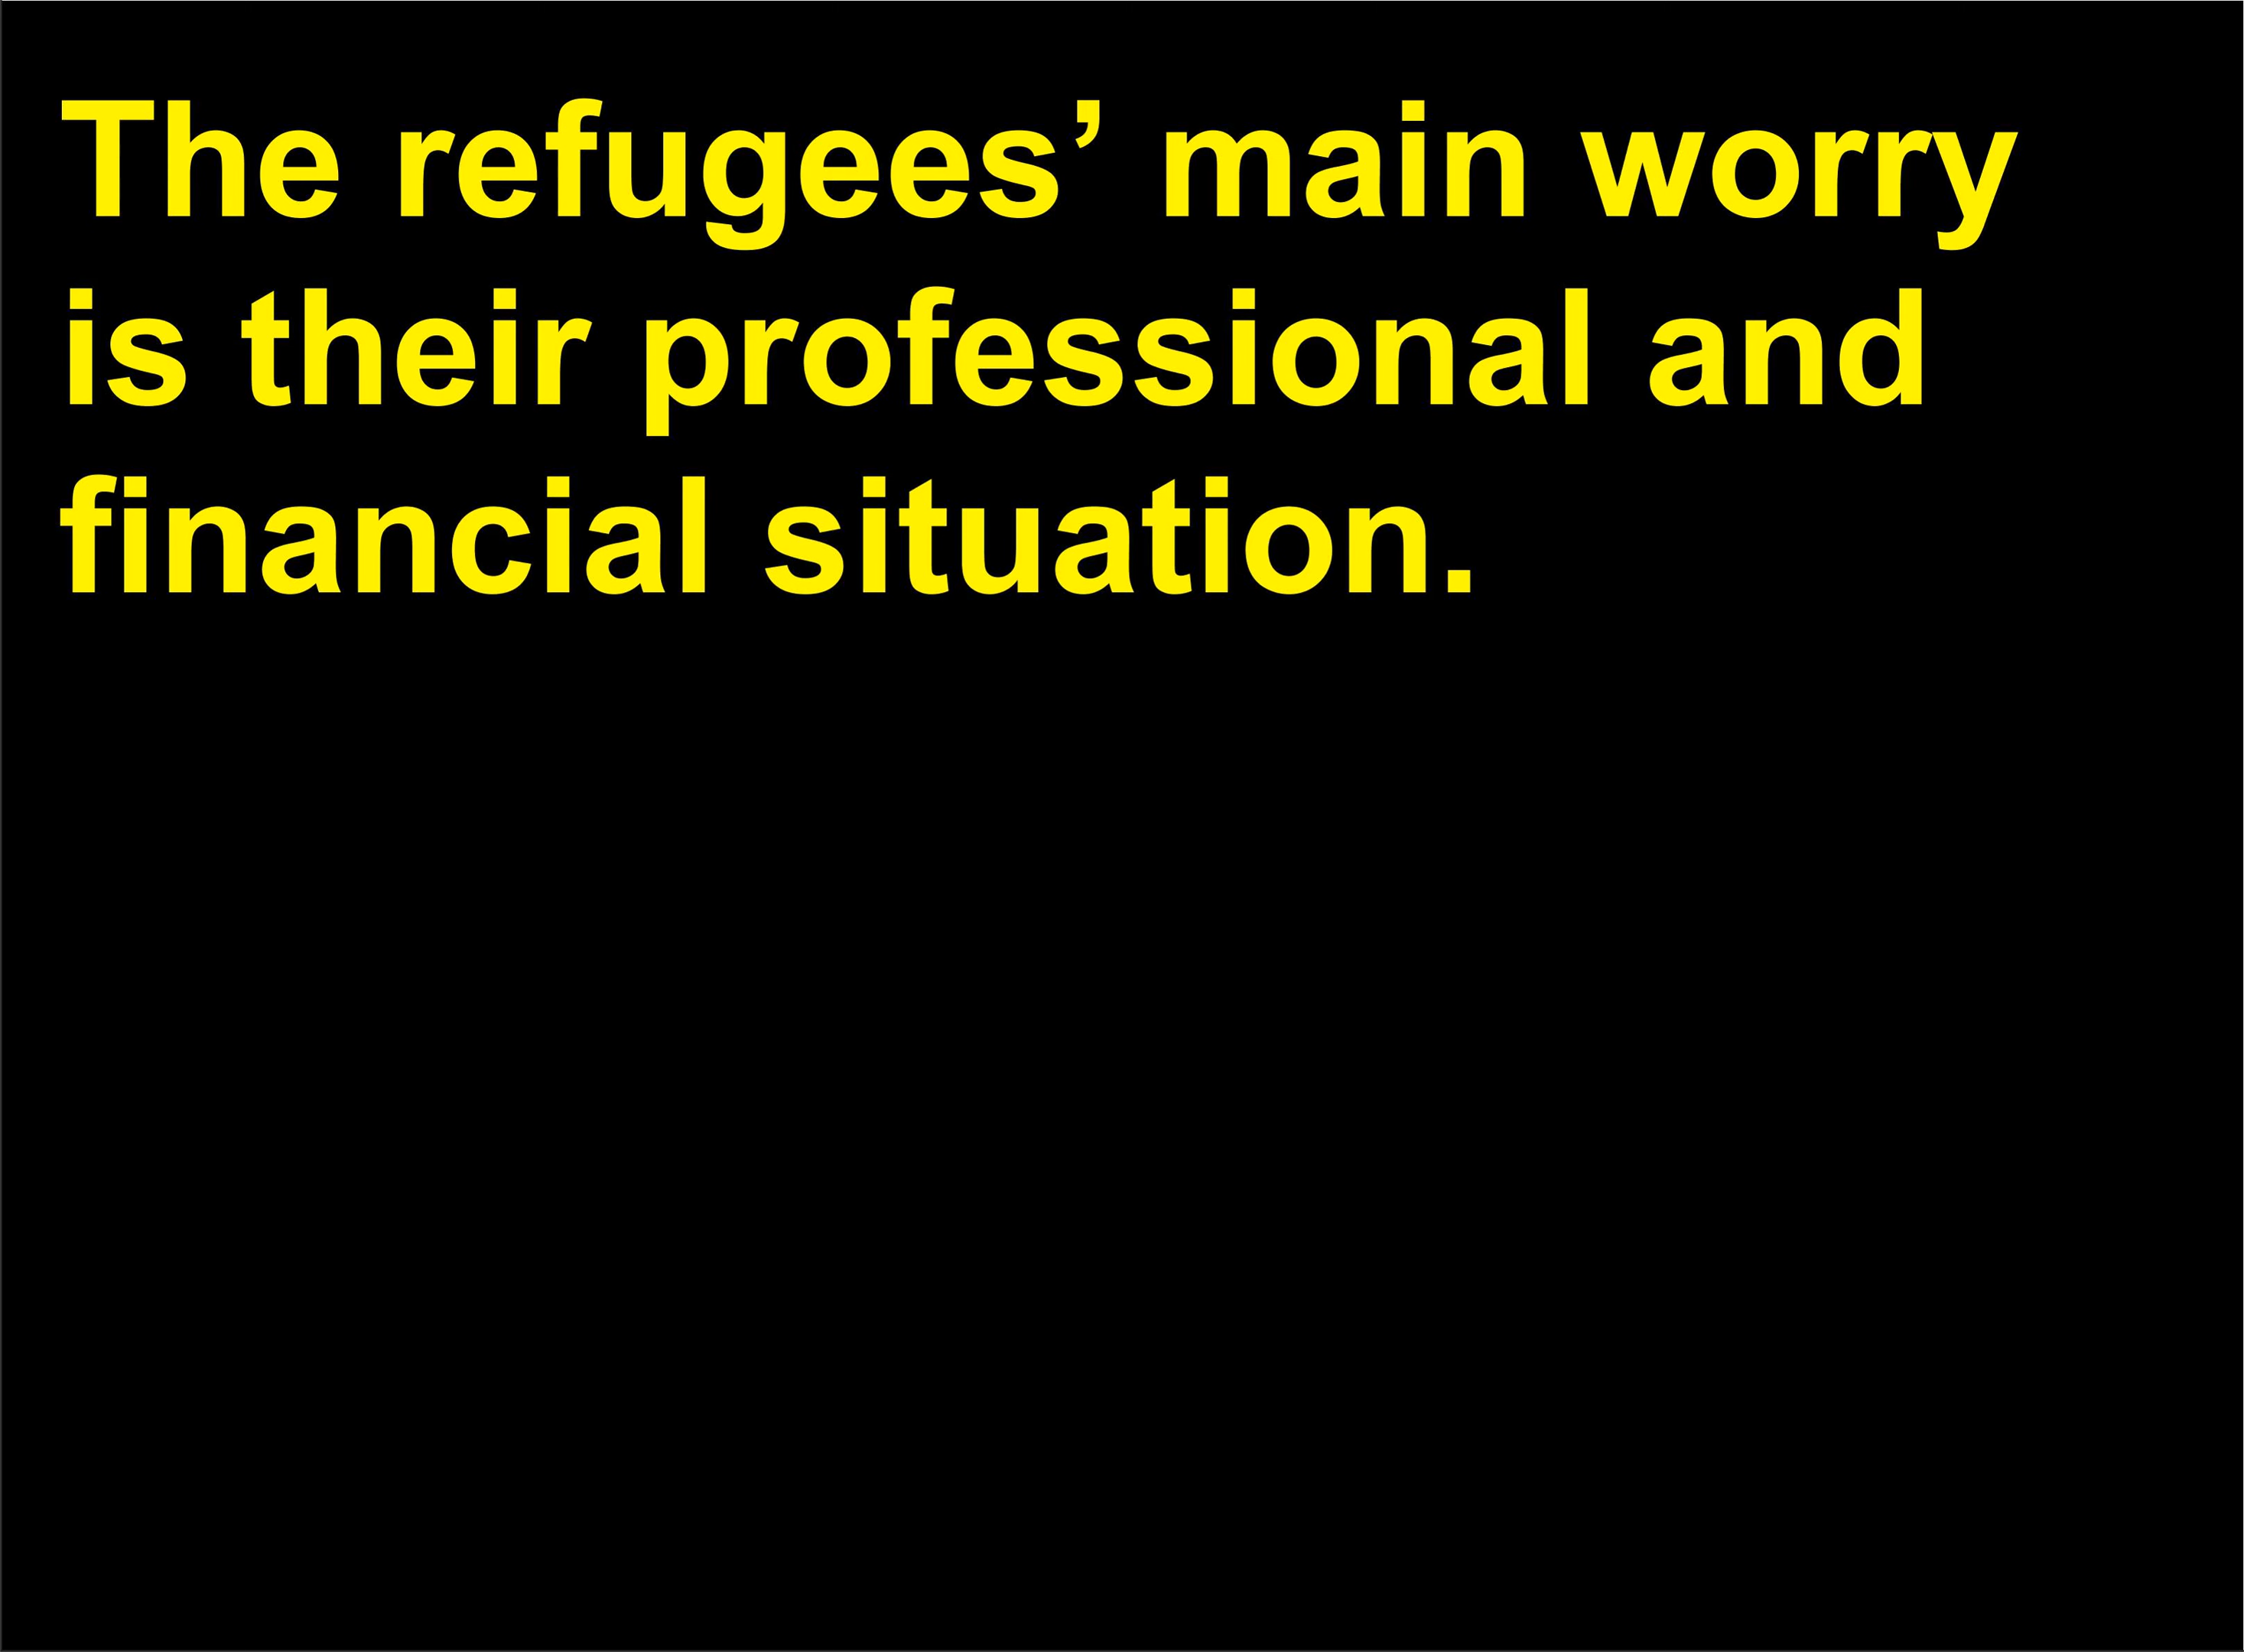 The refugees’ main worry
is their professional and
financial situation.